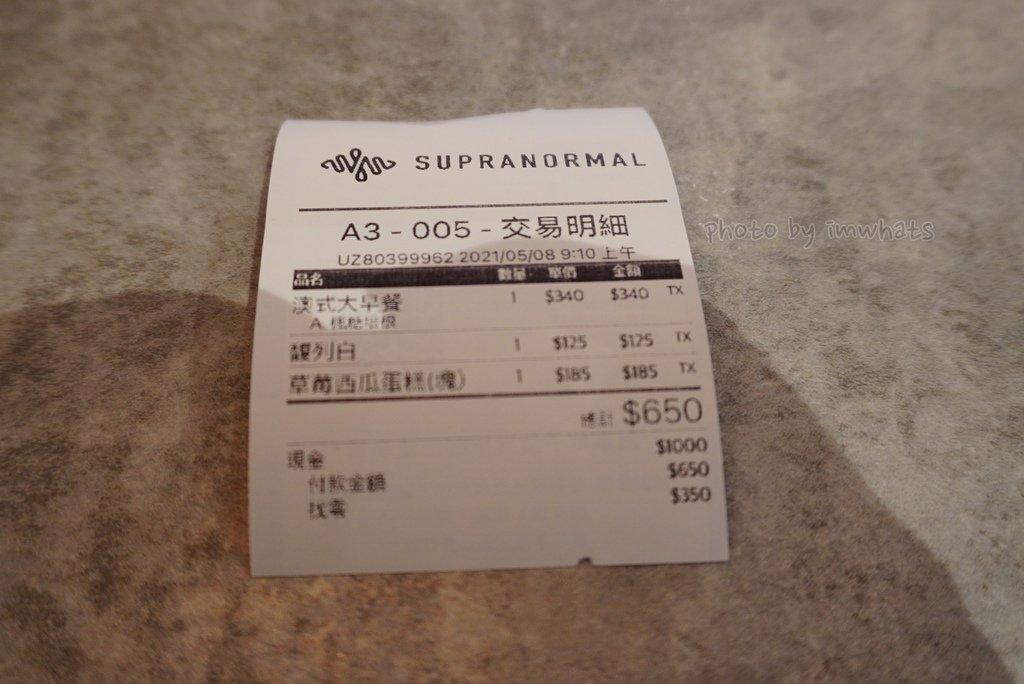 SUPRANORMAL
A3 - 005 - 交易明細
UZ80399962 2021/05/08 9:10 上午
品名 數量 單價 金額
澳式大早餐 1 $340 $340 TX
A
馥列白 1 $125 $125 TX
草莓西瓜蛋糕(塊) 1 $185 $185 TX
總計 $650
現金 $1000
付款金額 $650
找零 $350
photo by imwhats